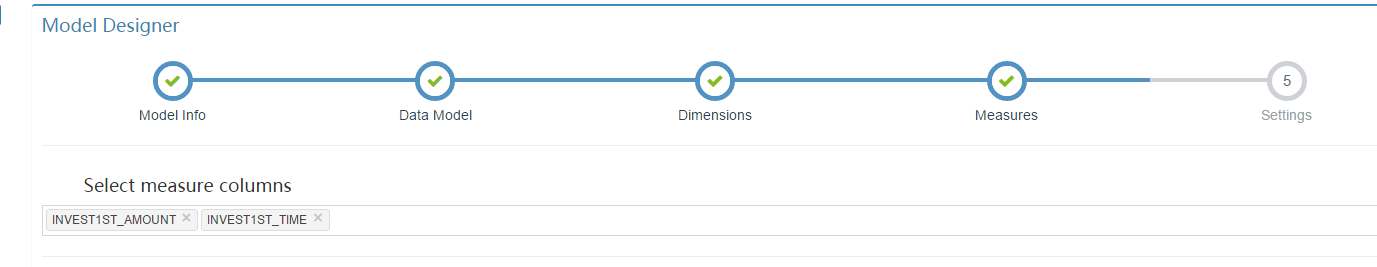 Model Designer
5
Model Info Data Model Dimensions Measures Settings
Select measure columns
INVEST1ST_AMOUNT × INVEST1ST_TIME ×